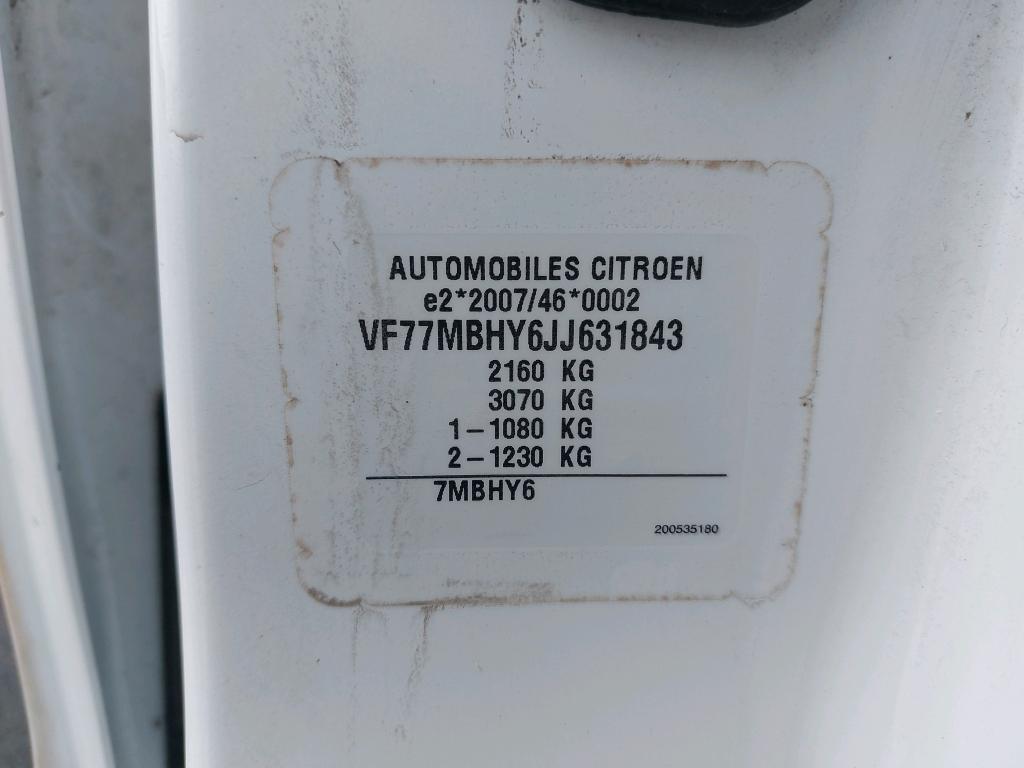 AUTOMOBILES CITROEN
e2*2007/46*0002
VF77MBHY6JJ631843
2160 KG
3070 KG
1-1080 KG
2-1230 KG
7MBHY6
200535180